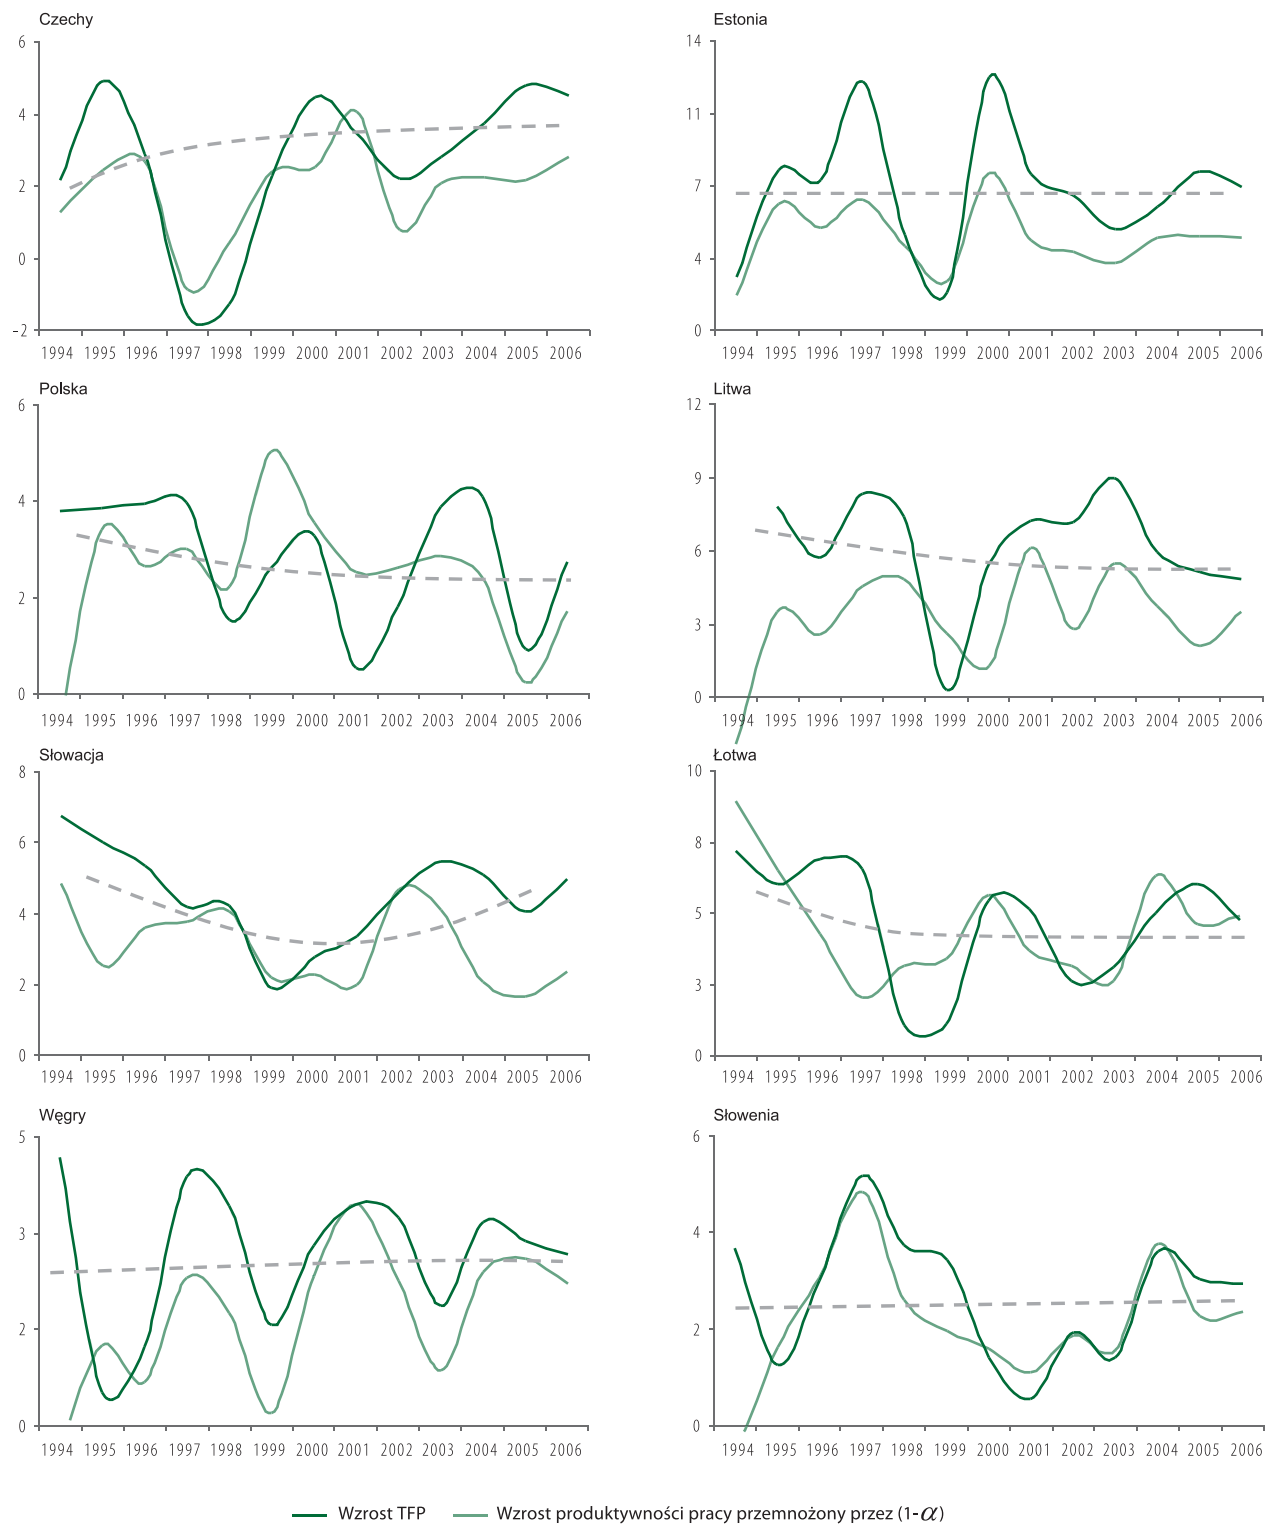 Czechy
6
4
2
0
-2
1994 1995 1996 1997 1998 1999 2000 2001 2002 2003 2004 2005 2006
Estonia
14
11
7
4
0
1994 1995 1996 1997 1998 1999 2000 2001 2002 2003 2004 2005 2006
Polska
6
4
2
0
1994 1995 1996 1997 1998 1999 2000 2001 2002 2003 2004 2005 2006
Litwa
12
9
6
3
0
1994 1995 1996 1997 1998 1999 2000 2001 2002 2003 2004 2005 2006
Słowacja
8
6
4
2
0
1994 1995 1996 1997 1998 1999 2000 2001 2002 2003 2004 2005 2006
Łotwa
10
8
5
3
0
1994 1995 1996 1997 1998 1999 2000 2001 2002 2003 2004 2005 2006
Węgry
5
3
2
0
1994 1995 1996 1997 1998 1999 2000 2001 2002 2003 2004 2005 2006
Słowenia
6
4
2
0
1994 1995 1996 1997 1998 1999 2000 2001 2002 2003 2004 2005 2006
Wzrost TFP
Wzrost produktywności pracy przemnożony przez (1-α)